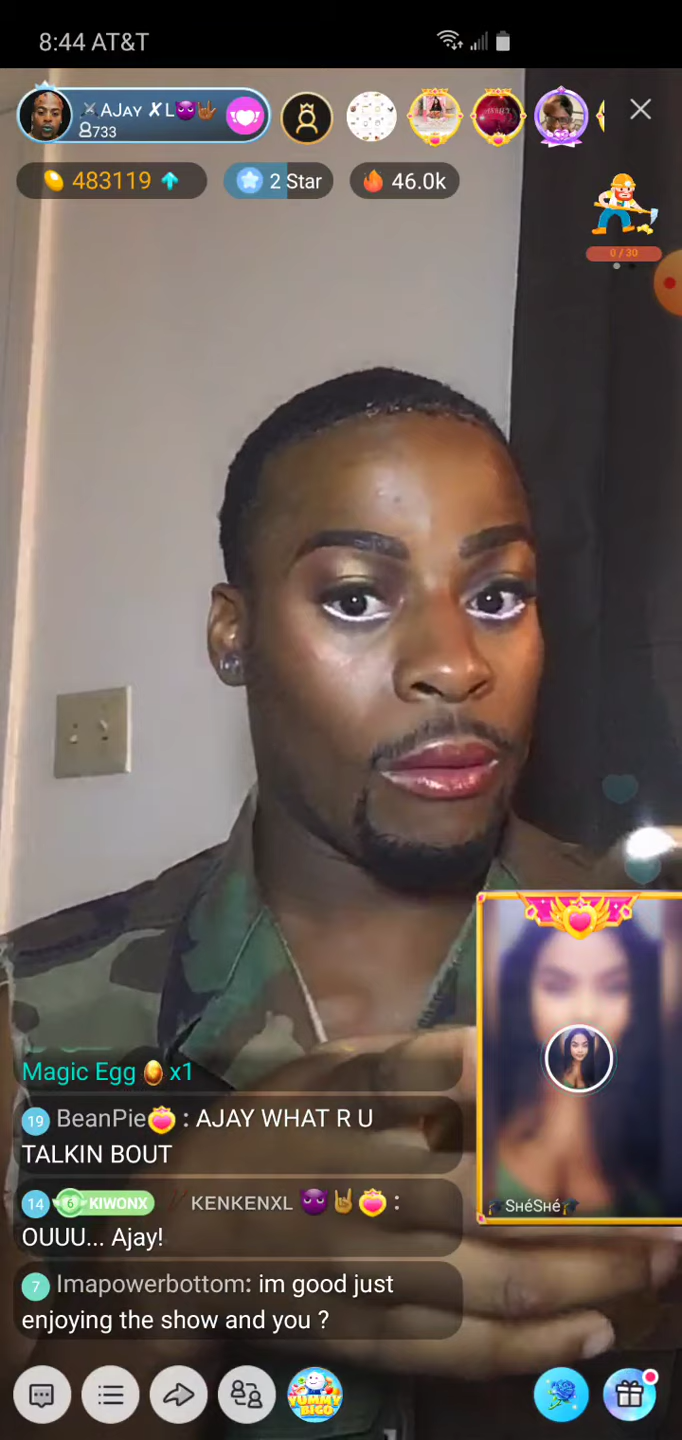 8:44 AT&T
⚔️AJAY ✗L😈🤟🏾
733
483119
2 Star
46.0k
0 / 30
Magic Egg x1
19 BeanPie : AJAY WHAT R U
TALKIN BOUT
14 6 KIWONX KENKENXL 😈🤘🏾 :
OUUU... Ajay!
7 Imapowerbottom: im good just
enjoying the show and you ?
🎓SʜéSʜé🎓
YUMMY
BIGO